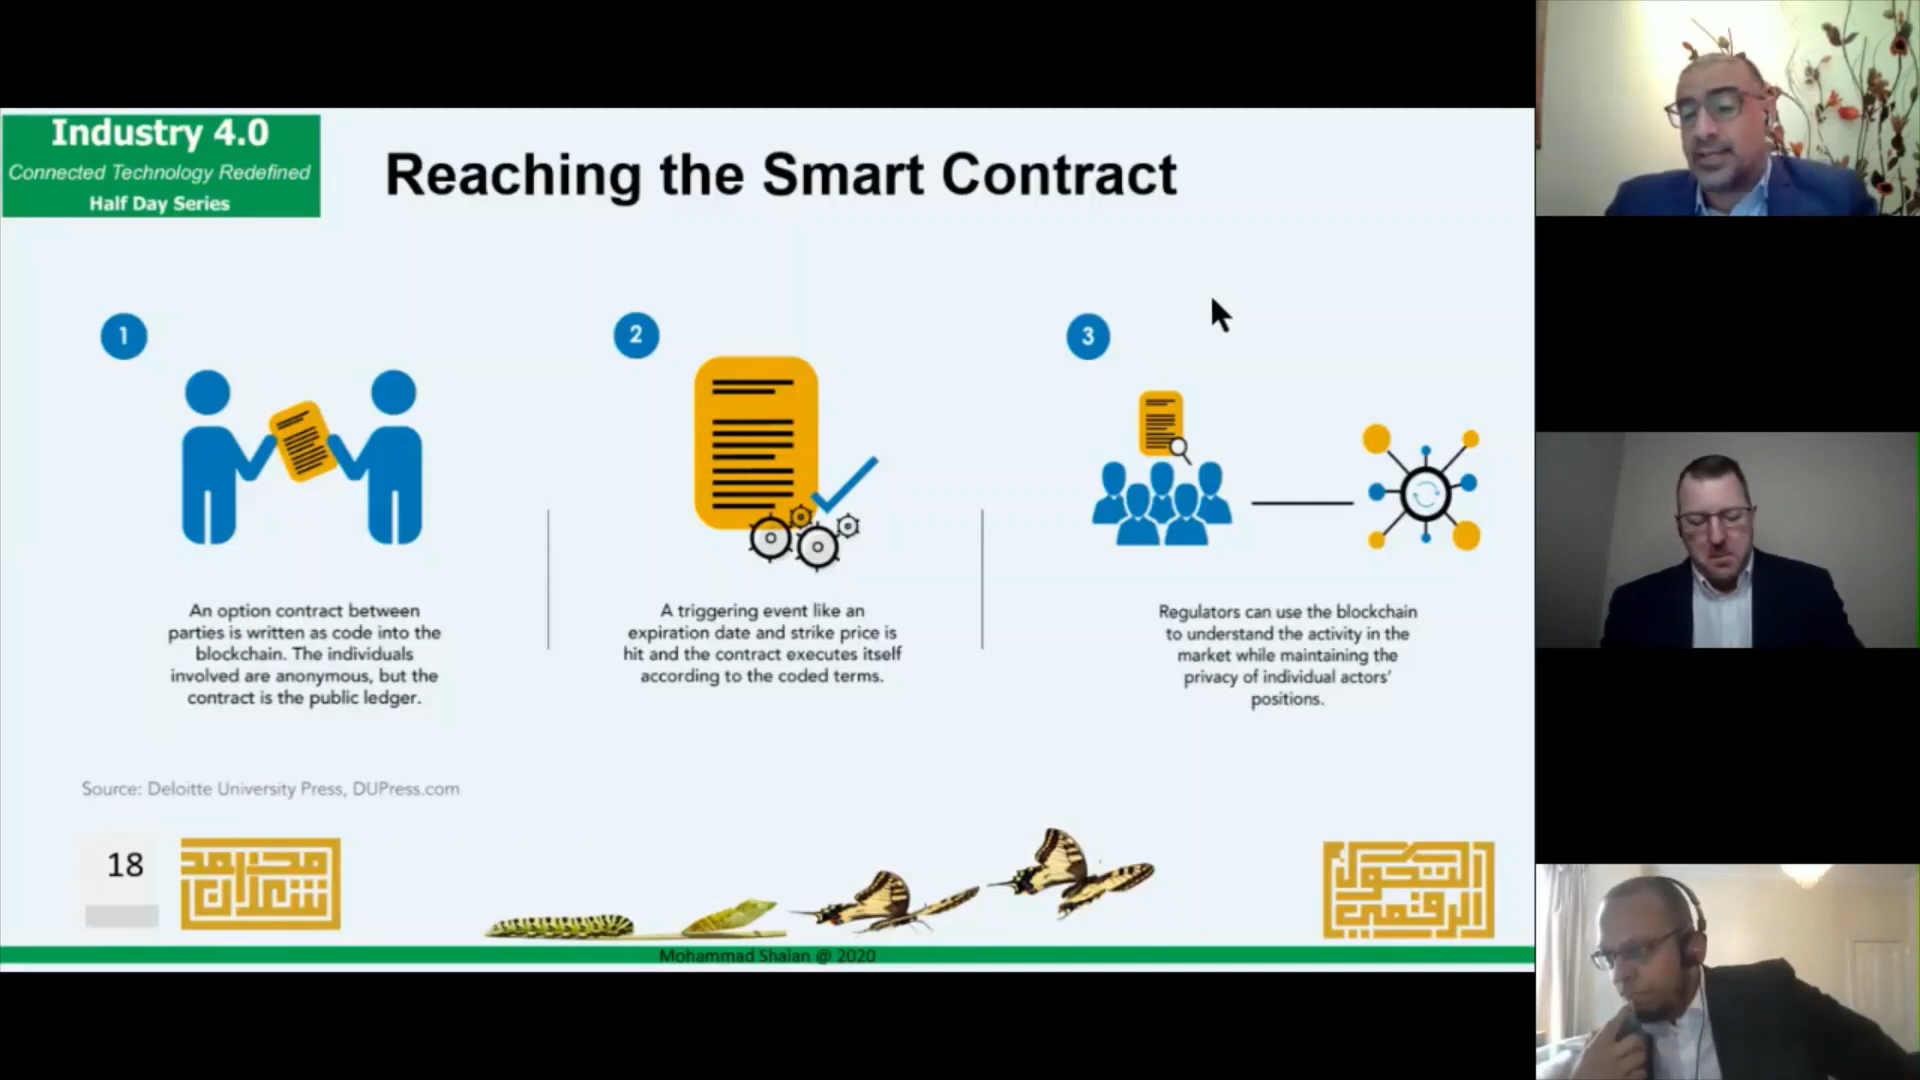 Industry 4.0
Connected Technology Redefined
Half Day Series
Reaching the Smart Contract
1
2
3
An option contract between
parties is written as code into the
blockchain. The individuals
involved are anonymous, but the
contract is the public ledger.
A triggering event like an
expiration date and strike price is
hit and the contract executes itself
according to the coded terms.
Regulators can use the blockchain
to understand the activity in the
market while maintaining the
privacy of individual actors'
positions.
Source: Deloitte University Press, DUPress.com
18
محمد
شعلان
التحول
الرقمي
Mohammad Shalan @ 2020